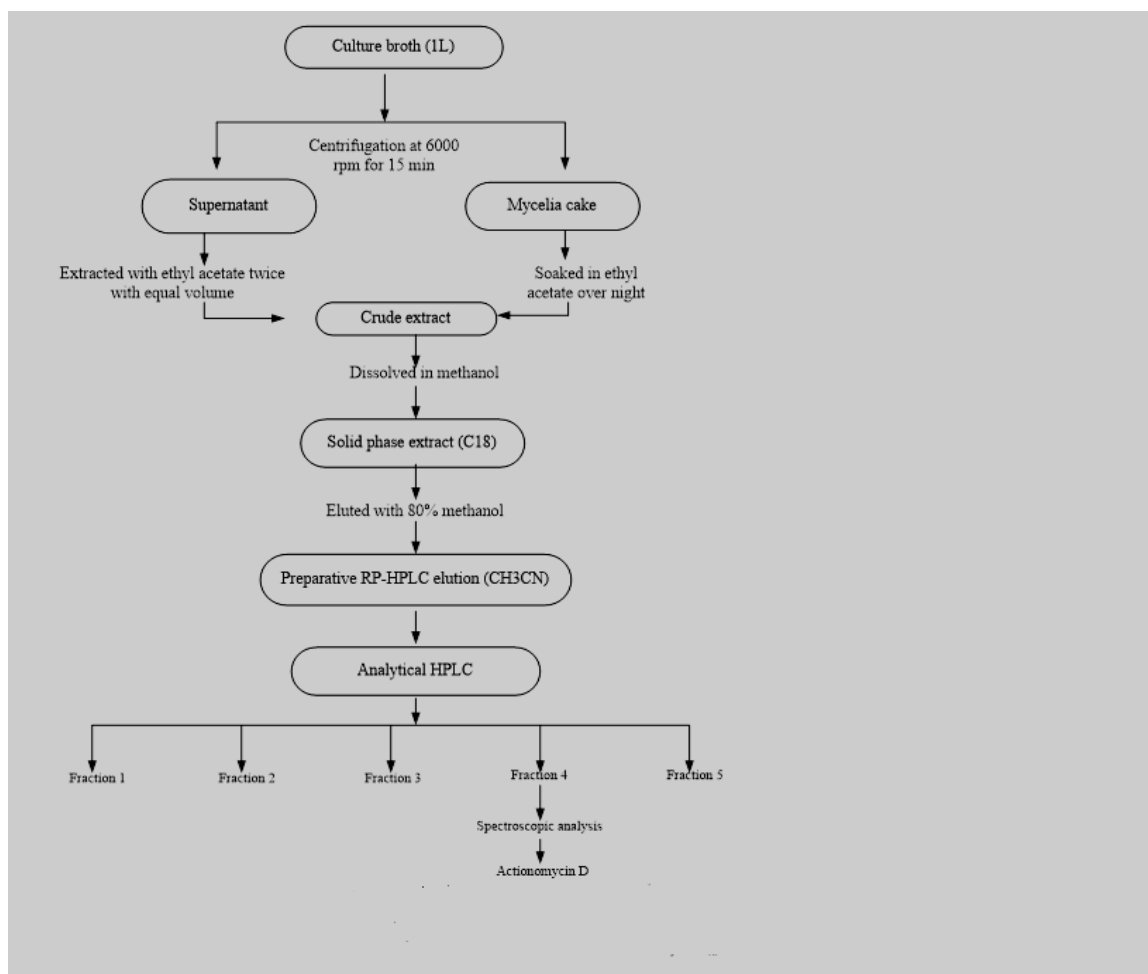 Culture broth (1L)
Centrifugation at 6000
rpm for 15 min
Supernatant
Mycelia cake
Extracted with ethyl acetate twice
with equal volume
Soaked in ethyl
acetate over night
Crude extract
Dissolved in methanol
Solid phase extract (C18)
Eluted with 80% methanol
Preparative RP-HPLC elution (CH3CN)
Analytical HPLC
Fraction 1
Fraction 2
Fraction 3
Fraction 4
Fraction 5
Spectroscopic analysis
Actionomycin D